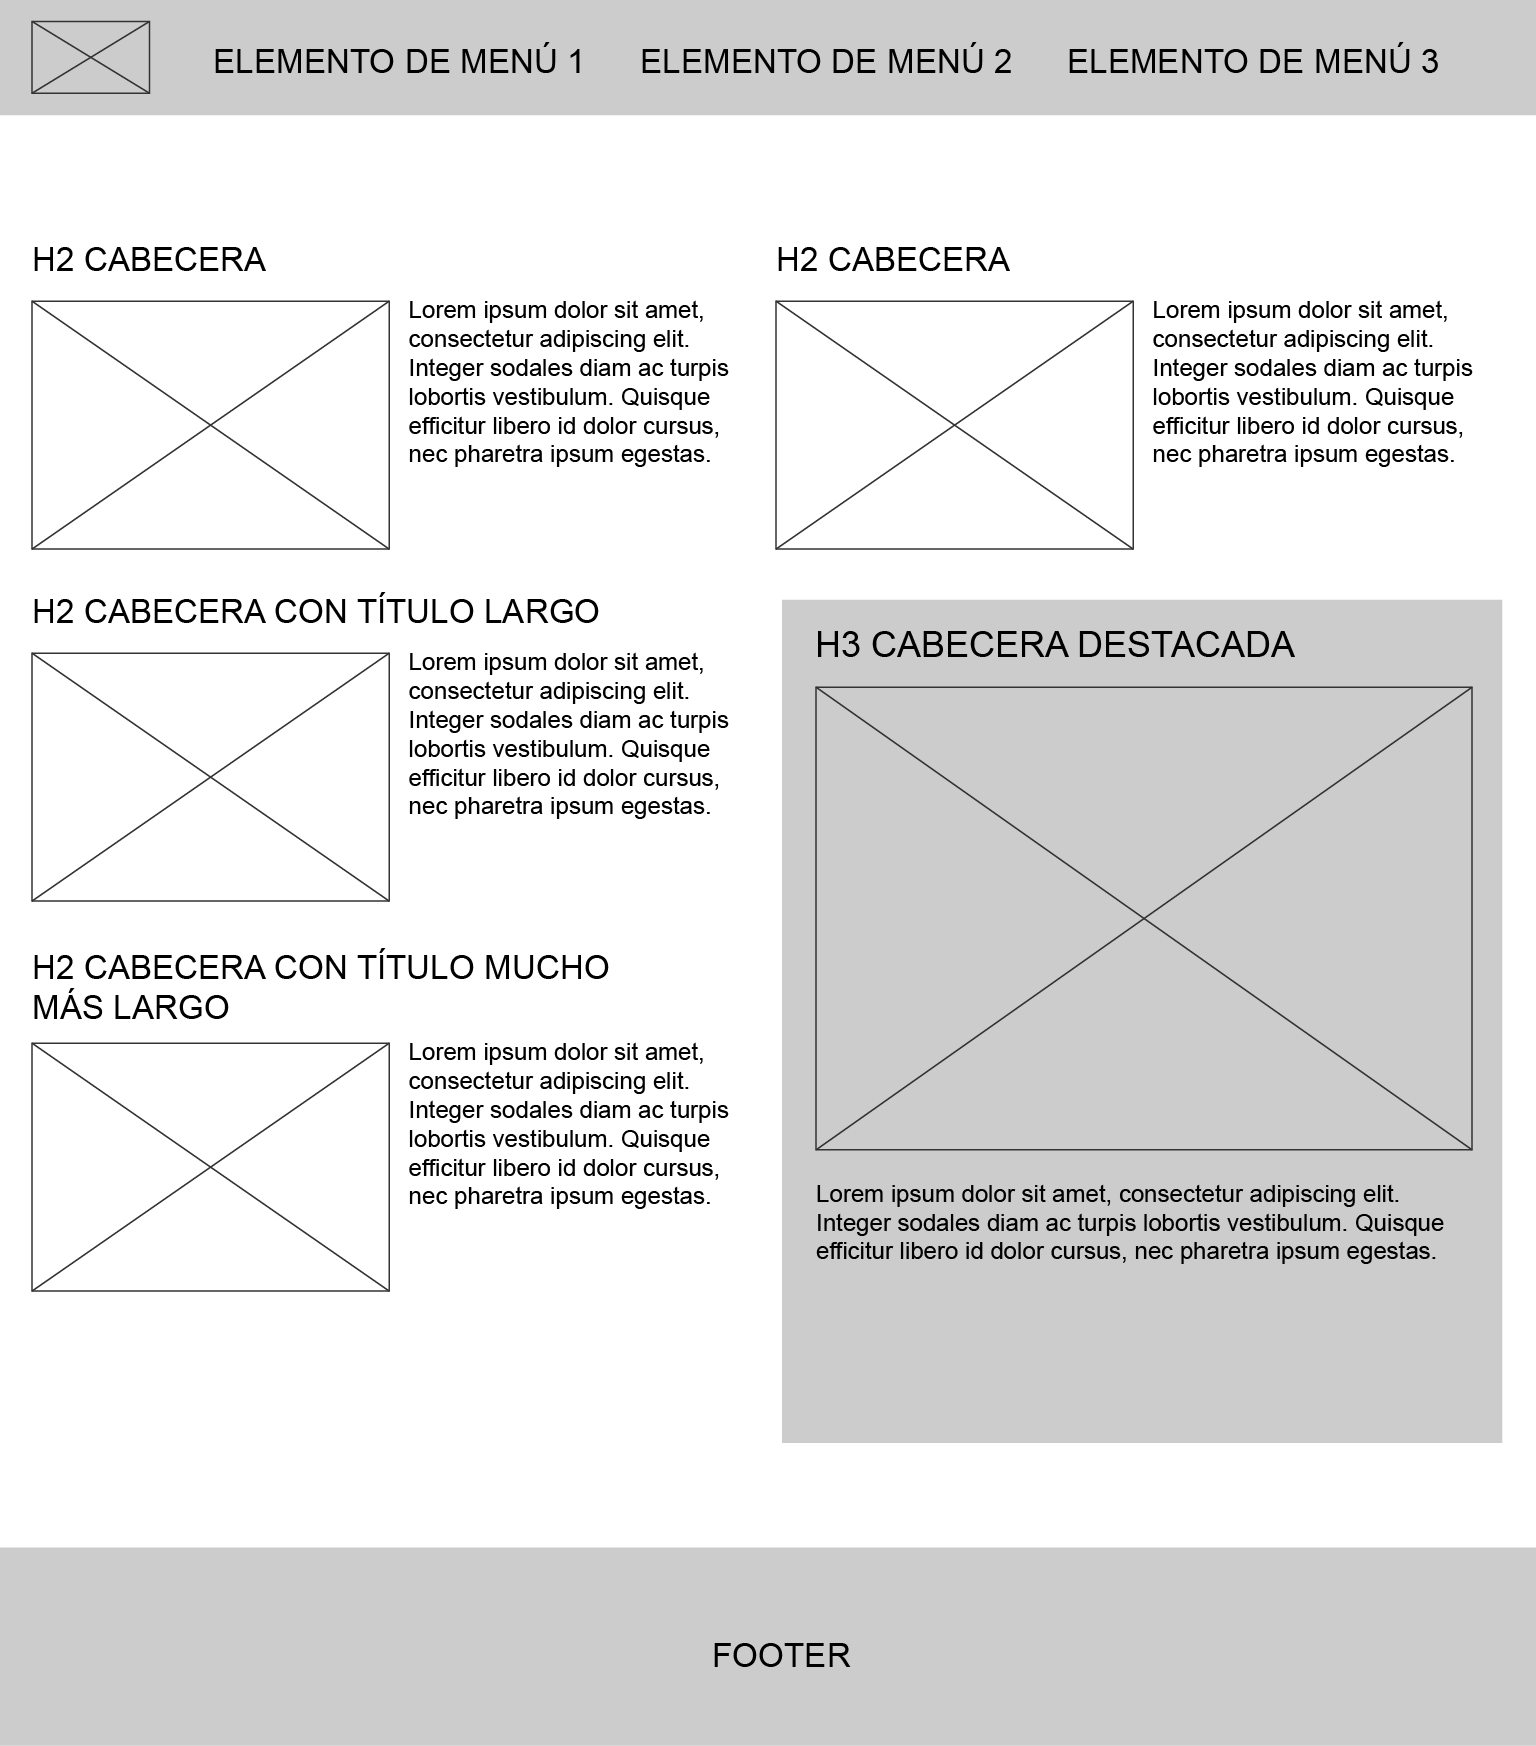 ELEMENTO DE MENÚ 1
ELEMENTO DE MENÚ 2
ELEMENTO DE MENÚ 3
H2 CABECERA
Lorem ipsum dolor sit amet,
consectetur adipiscing elit.
Integer sodales diam ac turpis
lobortis vestibulum. Quisque
efficitur libero id dolor cursus,
nec pharetra ipsum egestas.
H2 CABECERA
Lorem ipsum dolor sit amet,
consectetur adipiscing elit.
Integer sodales diam ac turpis
lobortis vestibulum. Quisque
efficitur libero id dolor cursus,
nec pharetra ipsum egestas.
H2 CABECERA CON TÍTULO LARGO
Lorem ipsum dolor sit amet,
consectetur adipiscing elit.
Integer sodales diam ac turpis
lobortis vestibulum. Quisque
efficitur libero id dolor cursus,
nec pharetra ipsum egestas.
H2 CABECERA CON TÍTULO MUCHO
MÁS LARGO
Lorem ipsum dolor sit amet,
consectetur adipiscing elit.
Integer sodales diam ac turpis
lobortis vestibulum. Quisque
efficitur libero id dolor cursus,
nec pharetra ipsum egestas.
H3 CABECERA DESTACADA
Lorem ipsum dolor sit amet, consectetur adipiscing elit.
Integer sodales diam ac turpis lobortis vestibulum. Quisque
efficitur libero id dolor cursus, nec pharetra ipsum egestas.
FOOTER